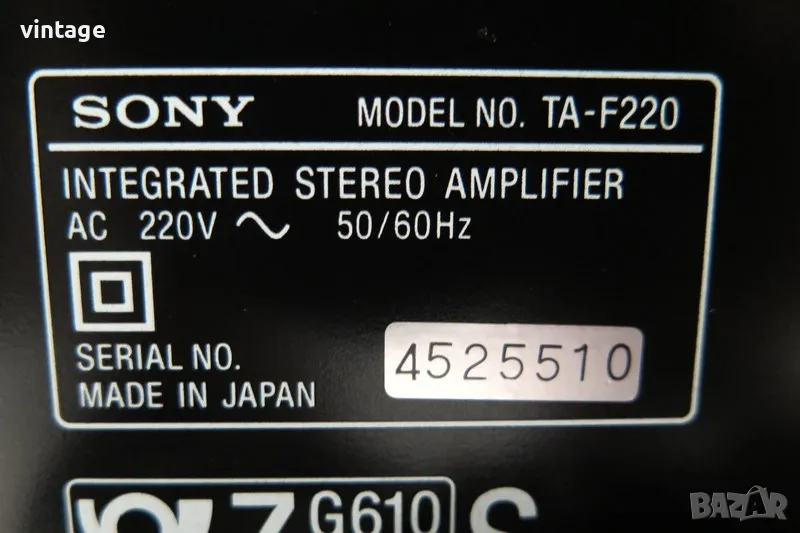 vintage
SONY MODEL NO. TA-F220
INTEGRATED STEREO AMPLIFIER
AC 220V ~ 50/60Hz
SERIAL NO. 4525510
MADE IN JAPAN
G610
BAZAR